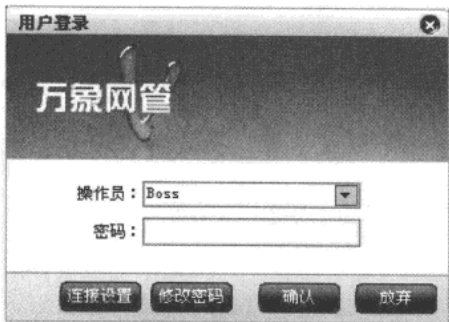 用户登录
万象网管
操作员：Boss
密码：
连接设置 修改密码 确认 放弃